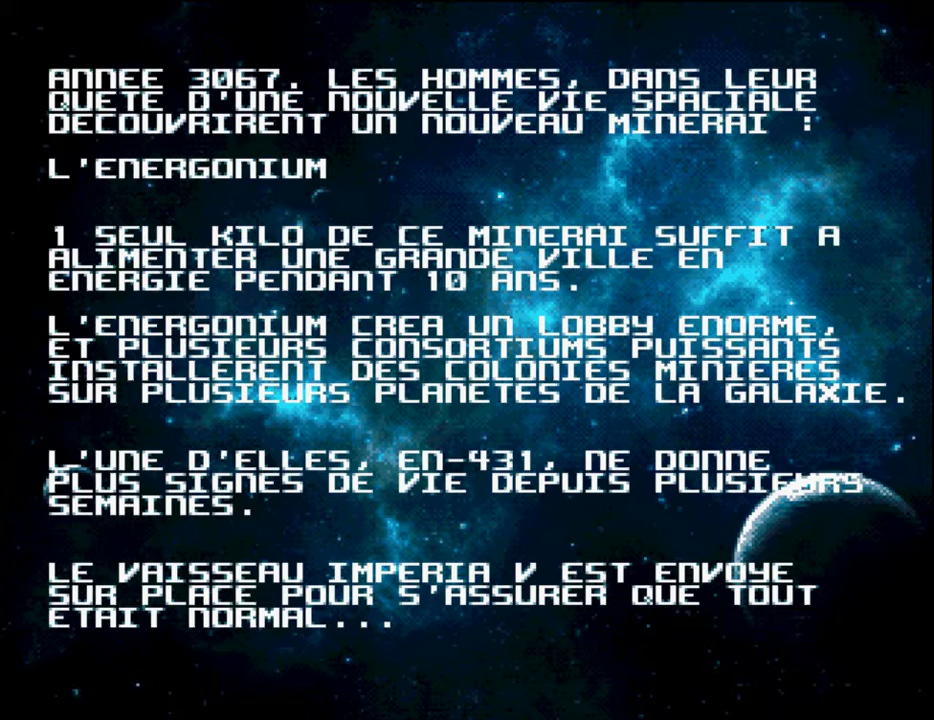 ANNEE 3067. LES HOMMES, DANS LEUR
QUETE D'UNE NOUVELLE VIE SPACIALE
DECOUVRIRENT UN NOUVEAU MINERAI :
L'ENERGONIUM
1 SEUL KILO DE CE MINERAI SUFFIT A
ALIMENTER UNE GRANDE VILLE EN
ENERGIE PENDANT 10 ANS.
L'ENERGONIUM CREA UN LOBBY ENORME,
ET PLUSIEURS CONSORTIUMS PUISSANTS
INSTALLERENT DES COLONIES MINIERES
SUR PLUSIEURS PLANETES DE LA GALAXIE.
L'UNE D'ELLES, EN-431, NE DONNE
PLUS SIGNES DE VIE DEPUIS PLUSIEURS
SEMAINES.
LE VAISSEAU IMPERIA V EST ENVOYE
SUR PLACE POUR S'ASSURER QUE TOUT
ETAIT NORMAL...